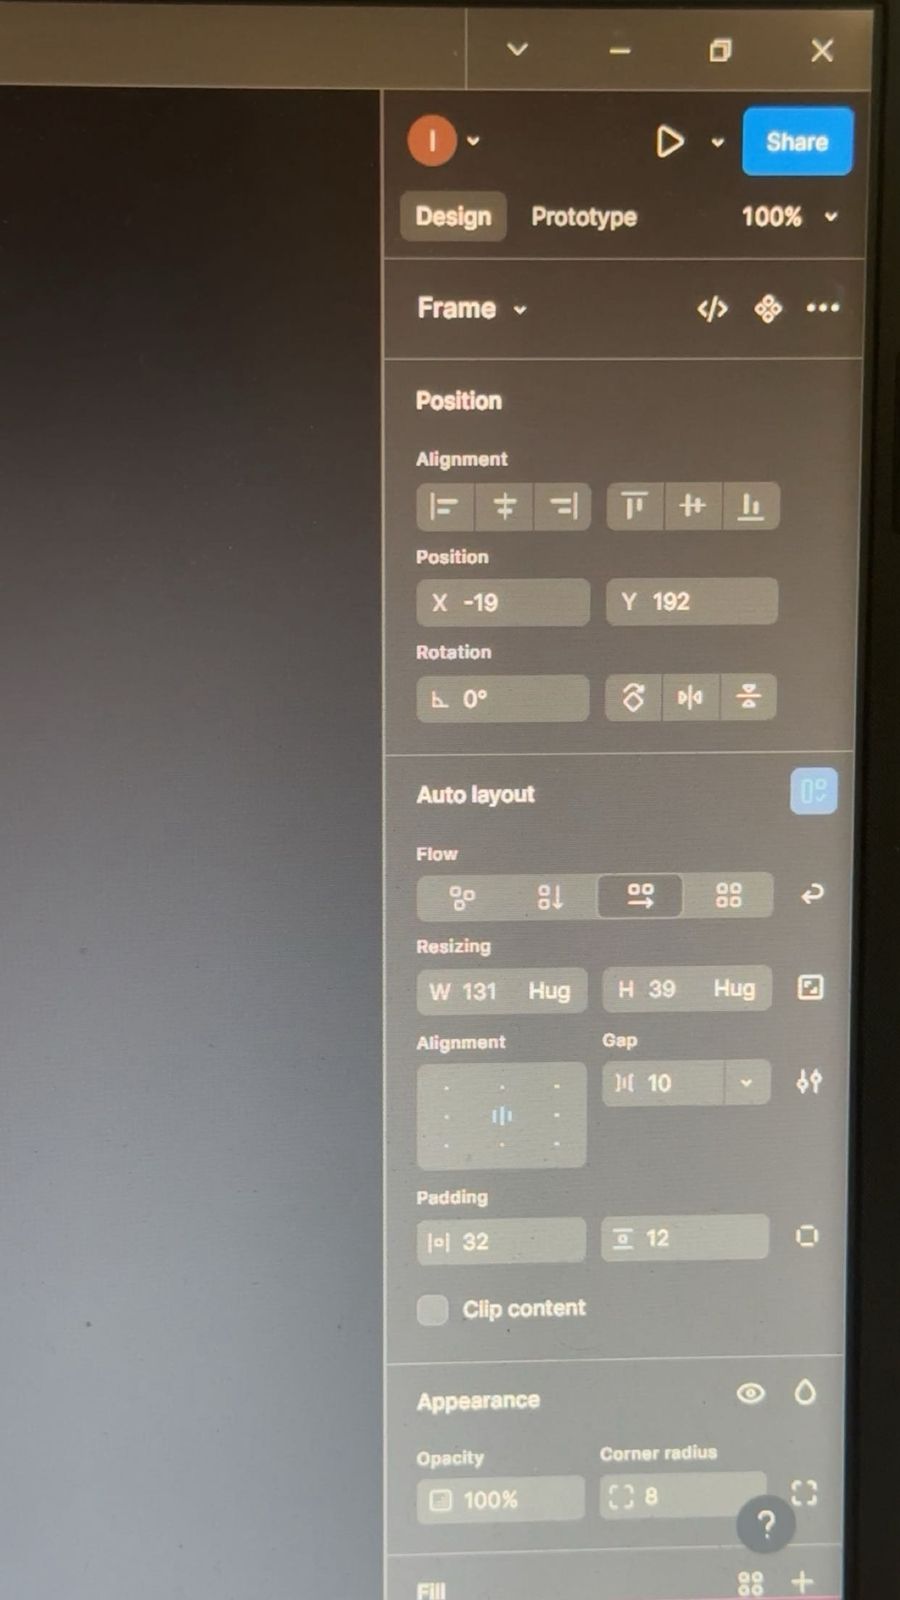 I
Share
Design Prototype 100%
Frame </>
Position
Alignment
Position
X -19 Y 192
Rotation
0°
Auto layout
Flow
Resizing
W 131 Hug H 39 Hug
Alignment Gap
10
Padding
32 12
Clip content
Appearance
Opacity Corner radius
100% 8
?
Fill